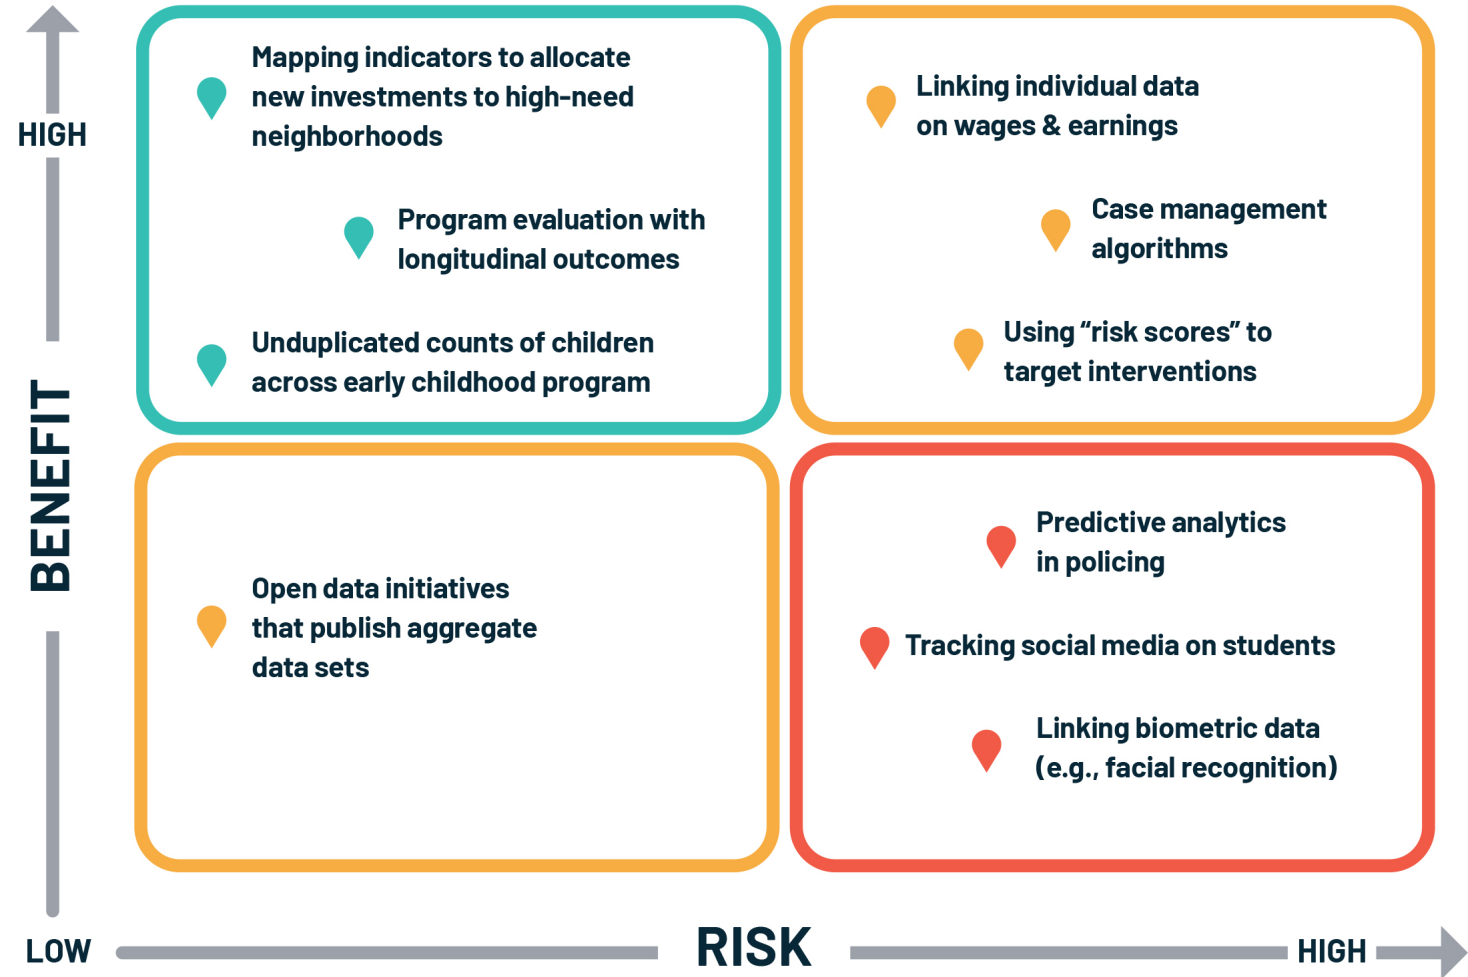 HIGH
BENEFIT
LOW
Mapping indicators to allocate
new investments to high-need
neighborhoods
Program evaluation with
longitudinal outcomes
Unduplicated counts of children
across early childhood program
Linking individual data
on wages & earnings
Case management
algorithms
Using “risk scores” to
target interventions
Open data initiatives
that publish aggregate
data sets
Predictive analytics
in policing
Tracking social media on students
Linking biometric data
(e.g., facial recognition)
RISK
HIGH